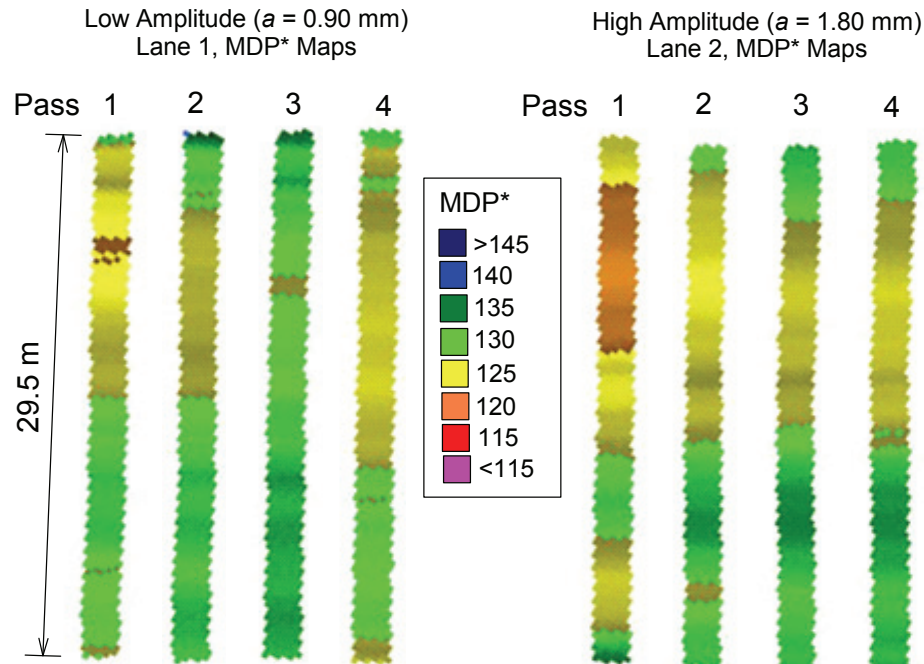 Low Amplitude (a = 0.90 mm)
Lane 1, MDP* Maps
High Amplitude (a = 1.80 mm)
Lane 2, MDP* Maps
Pass 1 2 3 4
Pass 1 2 3 4
29.5 m
MDP*
>145
140
135
130
125
120
115
<115